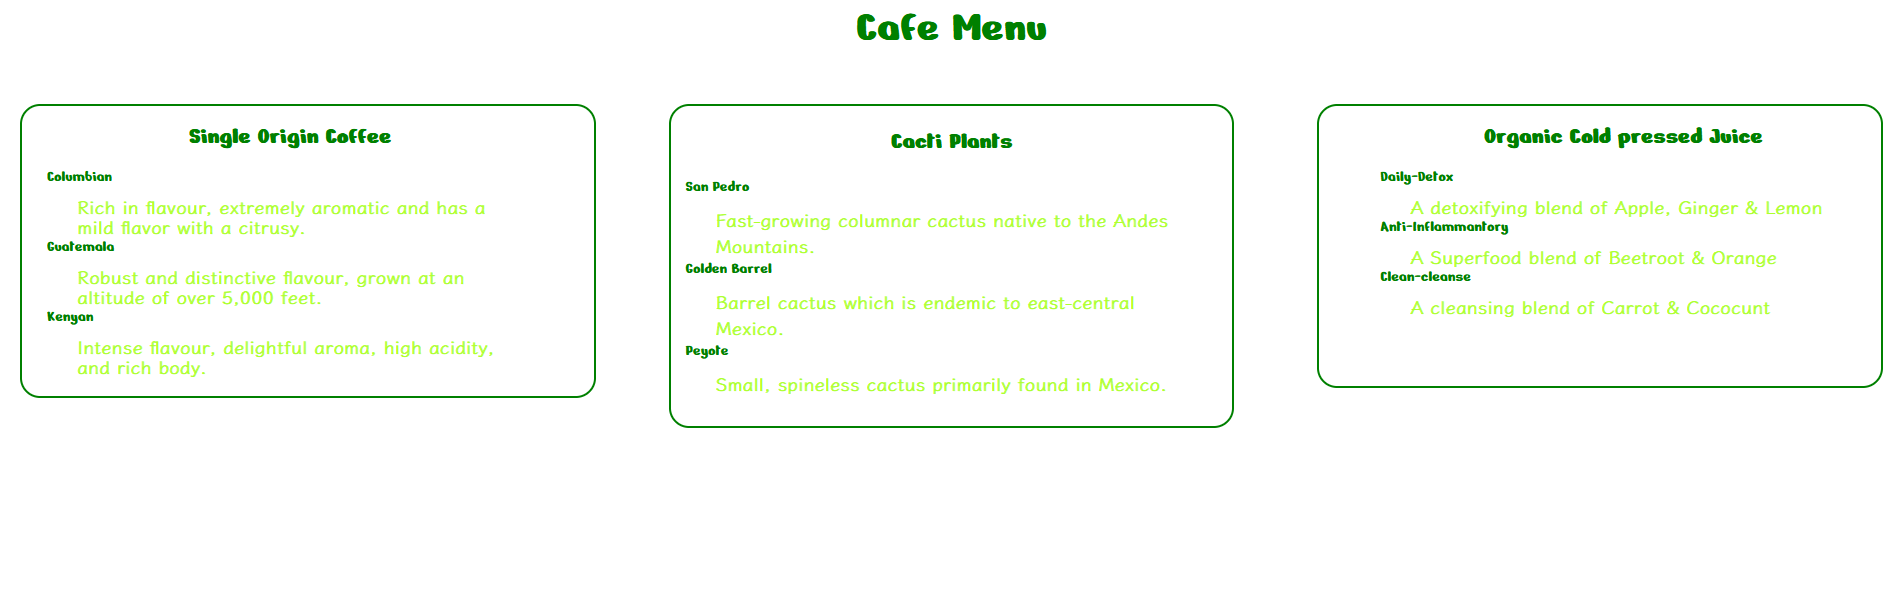 Cafe Menu
Single Origin Coffee
Columbian
Rich in flavour, extremely aromatic and has a
mild flavor with a citrusy.
Guatemala
Robust and distinctive flavour, grown at an
altitude of over 5,000 feet.
Kenyan
Intense flavour, delightful aroma, high acidity,
and rich body.
Cacti Plants
San Pedro
Fast-growing columnar cactus native to the Andes
Mountains.
Golden Barrel
Barrel cactus which is endemic to east-central
Mexico.
Peyote
Small, spineless cactus primarily found in Mexico.
Organic Cold pressed Juice
Daily-Detox
A detoxifying blend of Apple, Ginger & Lemon
Anti-Inflammantory
A Superfood blend of Beetroot & Orange
Clean-cleanse
A cleansing blend of Carrot & Cococunt